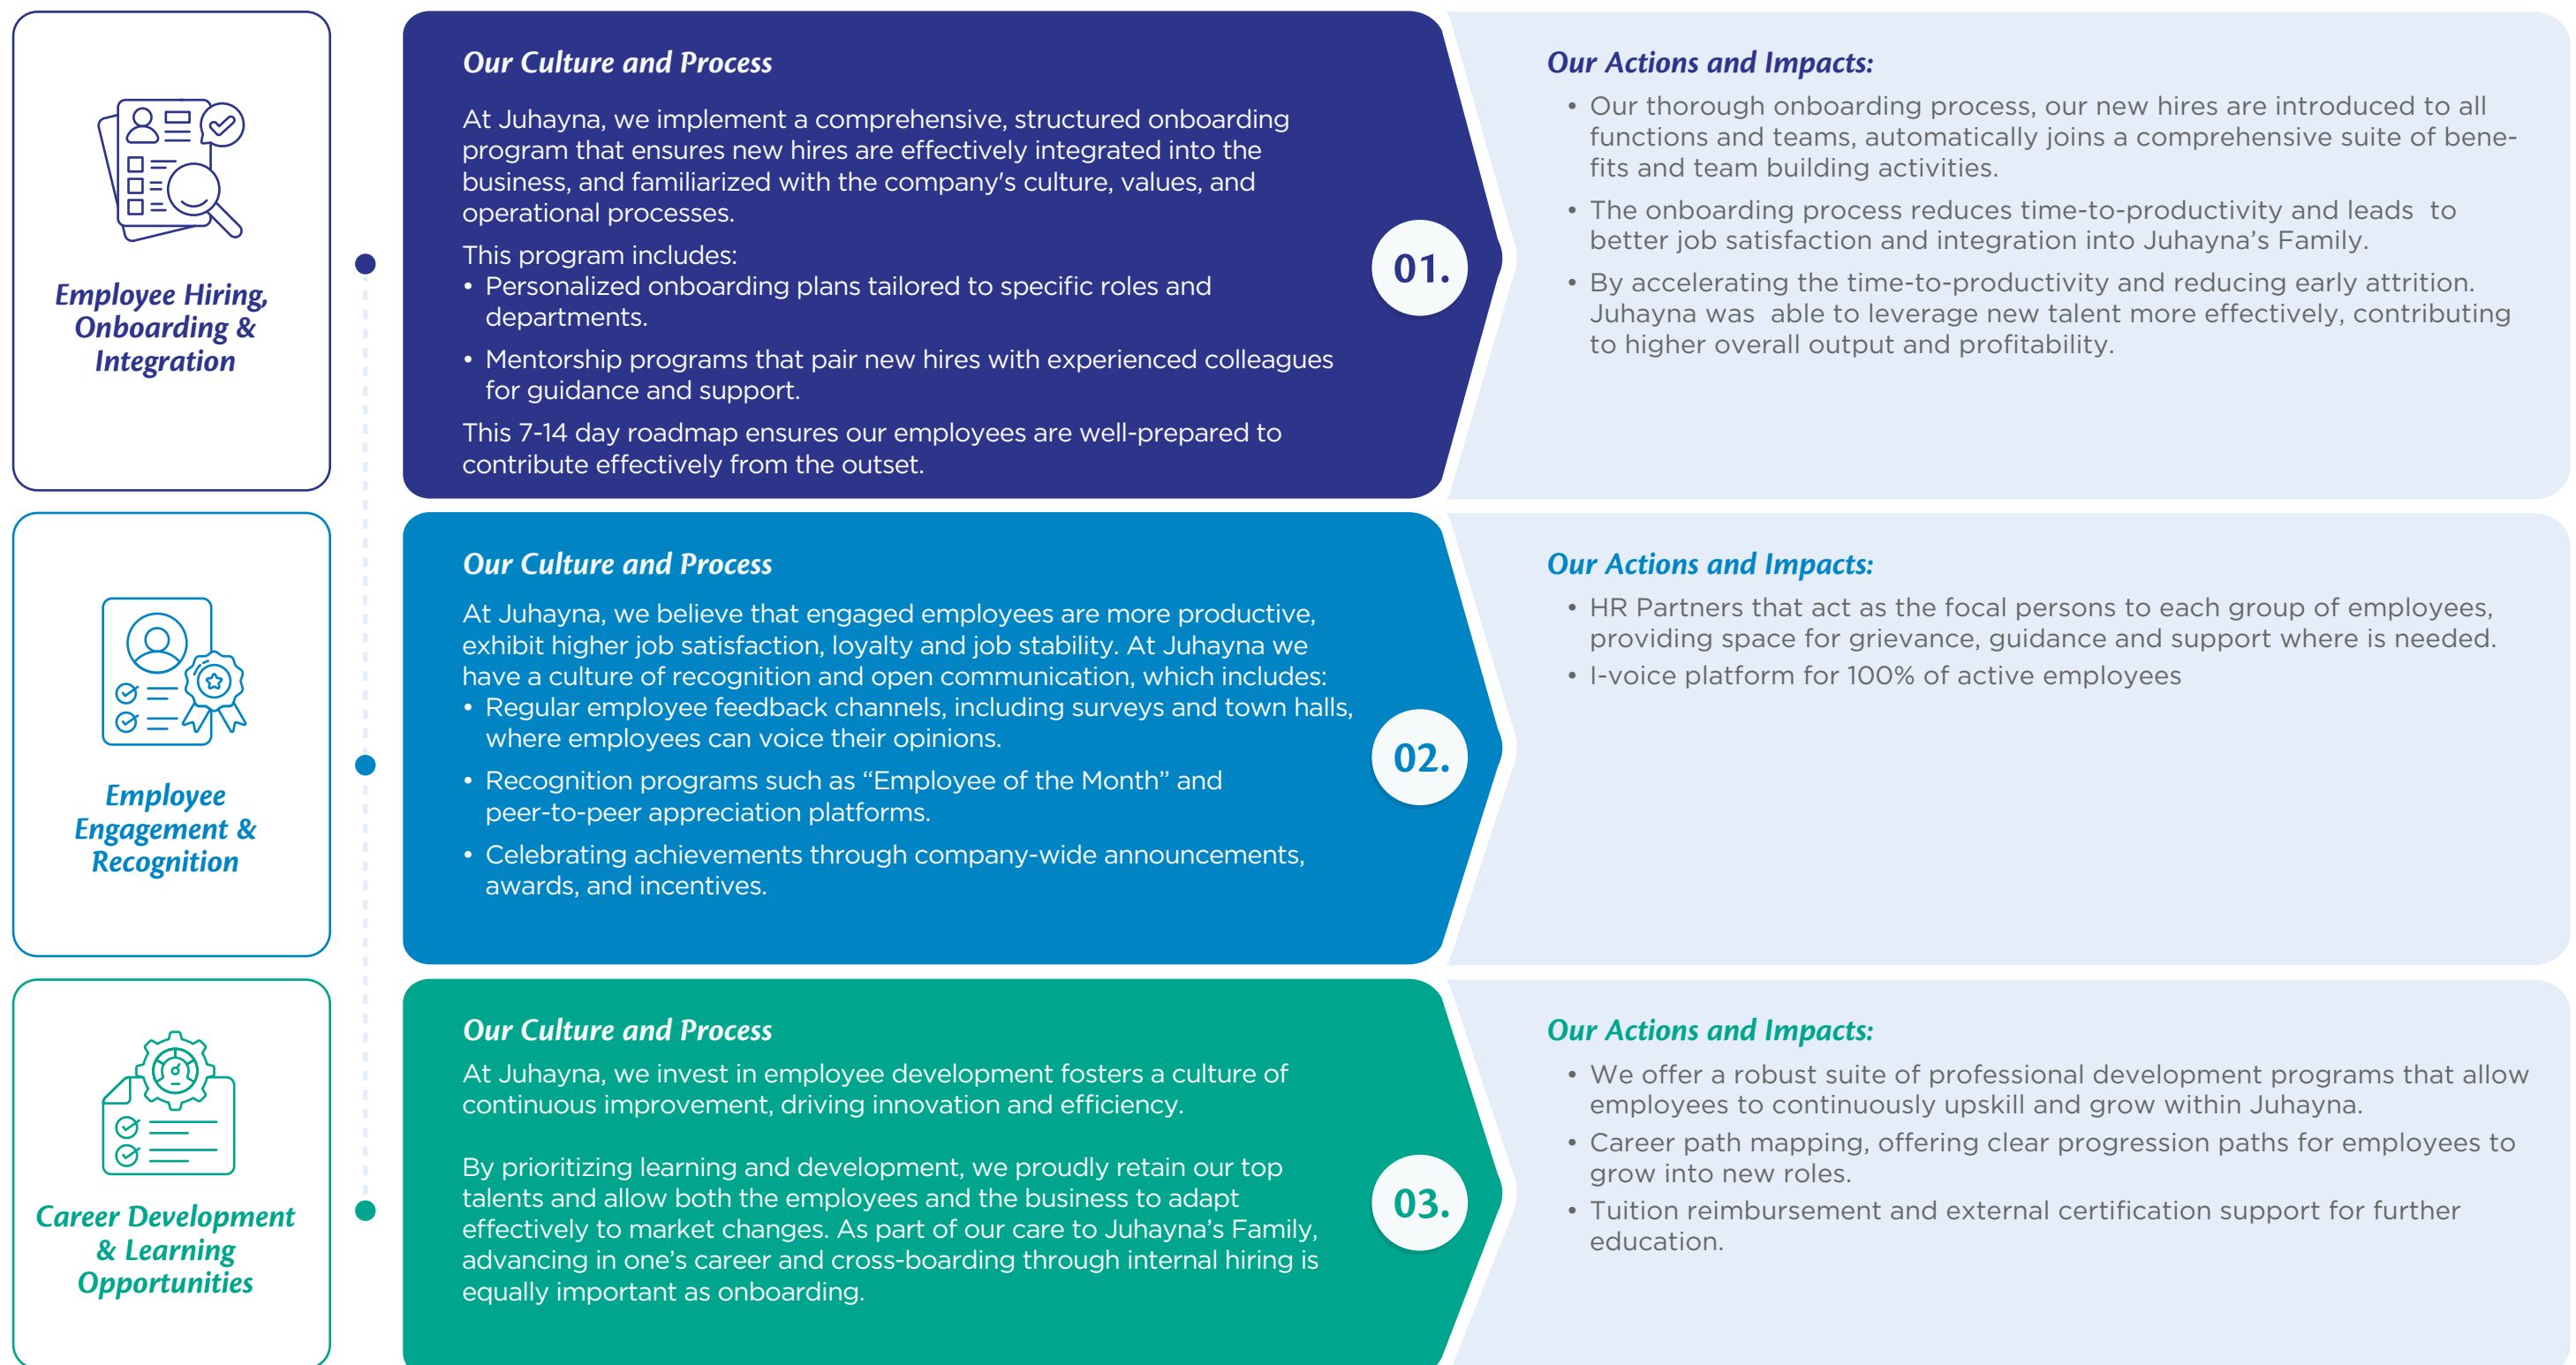 Employee Hiring,
Onboarding &
Integration
Our Culture and Process
At Juhayna, we implement a comprehensive, structured onboarding
program that ensures new hires are effectively integrated into the
business, and familiarized with the company's culture, values, and
operational processes.
This program includes:
• Personalized onboarding plans tailored to specific roles and
departments.
• Mentorship programs that pair new hires with experienced colleagues
for guidance and support.
This 7-14 day roadmap ensures our employees are well-prepared to
contribute effectively from the outset.
01.
Our Actions and Impacts:
• Our thorough onboarding process, our new hires are introduced to all
functions and teams, automatically joins a comprehensive suite of bene-
fits and team building activities.
• The onboarding process reduces time-to-productivity and leads  to
better job satisfaction and integration into Juhayna’s Family.
• By accelerating the time-to-productivity and reducing early attrition.
Juhayna was  able to leverage new talent more effectively, contributing
to higher overall output and profitability.
Employee
Engagement &
Recognition
Our Culture and Process
At Juhayna, we believe that engaged employees are more productive,
exhibit higher job satisfaction, loyalty and job stability. At Juhayna we
have a culture of recognition and open communication, which includes:
• Regular employee feedback channels, including surveys and town halls,
where employees can voice their opinions.
• Recognition programs such as “Employee of the Month” and
peer-to-peer appreciation platforms.
• Celebrating achievements through company-wide announcements,
awards, and incentives.
02.
Our Actions and Impacts:
• HR Partners that act as the focal persons to each group of employees,
providing space for grievance, guidance and support where is needed.
• I-voice platform for 100% of active employees
Career Development
& Learning
Opportunities
Our Culture and Process
At Juhayna, we invest in employee development fosters a culture of
continuous improvement, driving innovation and efficiency.
By prioritizing learning and development, we proudly retain our top
talents and allow both the employees and the business to adapt
effectively to market changes. As part of our care to Juhayna’s Family,
advancing in one’s career and cross-boarding through internal hiring is
equally important as onboarding.
03.
Our Actions and Impacts:
• We offer a robust suite of professional development programs that allow
employees to continuously upskill and grow within Juhayna.
• Career path mapping, offering clear progression paths for employees to
grow into new roles.
• Tuition reimbursement and external certification support for further
education.